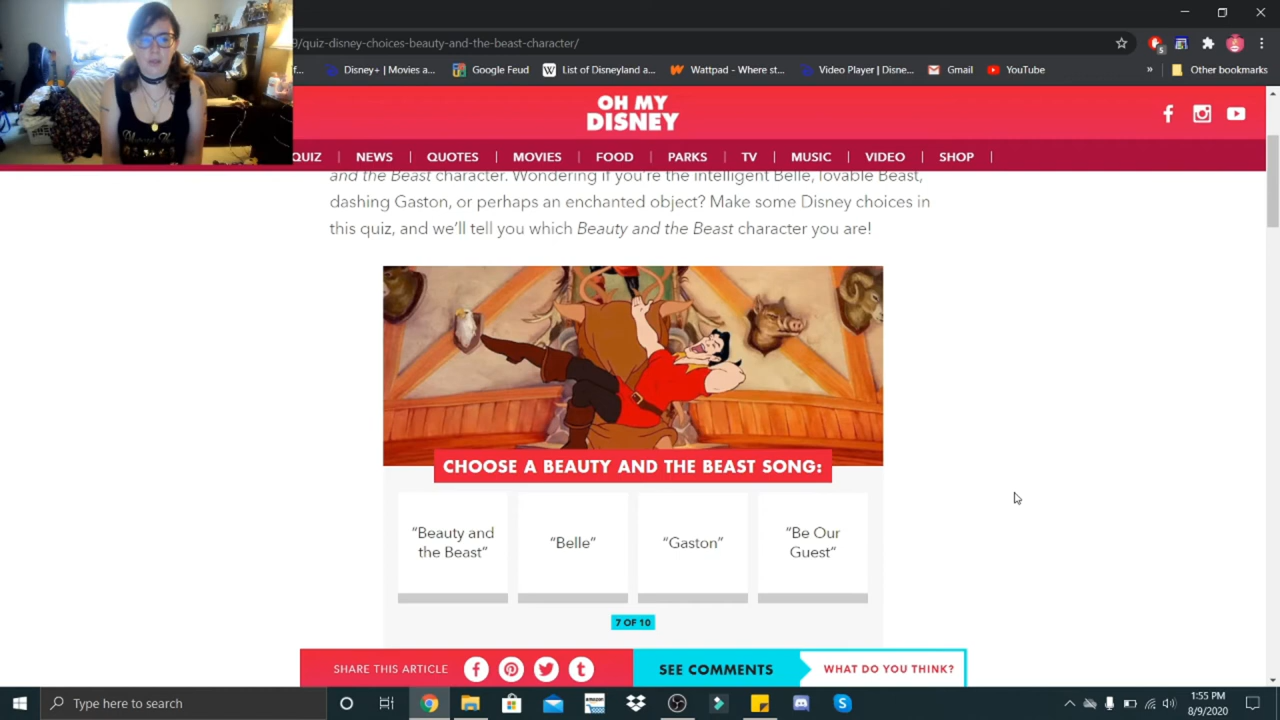 9/quiz-disney-choices-beauty-and-the-beast-character/
Disney+ | Movies a...
Google Feud
List of Disneyland a...
Wattpad - Where st...
Video Player | Disne...
Gmail
YouTube
»
Other bookmarks
OH MY
DISNEY
QUIZ | NEWS | QUOTES | MOVIES | FOOD | PARKS | TV | MUSIC | VIDEO | SHOP |
and the Beast character. Wondering if you're the intelligent Belle, lovable Beast,
dashing Gaston, or perhaps an enchanted object? Make some Disney choices in
this quiz, and we'll tell you which Beauty and the Beast character you are!
CHOOSE A BEAUTY AND THE BEAST SONG:
“Beauty and
the Beast”
“Belle”
“Gaston”
“Be Our
Guest”
7 OF 10
SHARE THIS ARTICLE
SEE COMMENTS
WHAT DO YOU THINK?
Type here to search
1:55 PM
8/9/2020